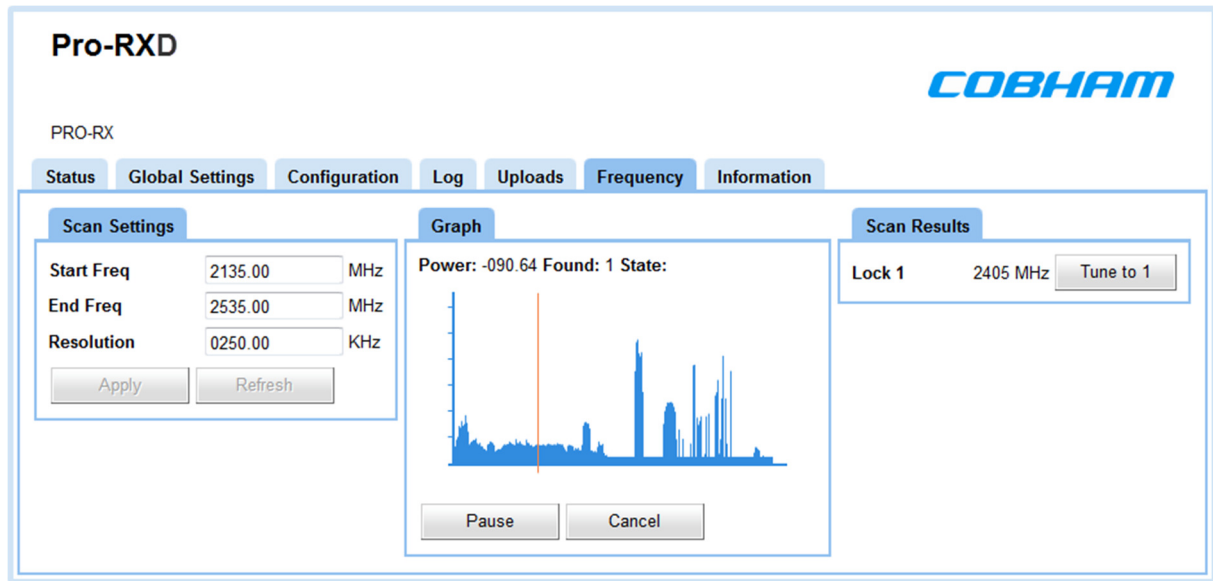 Pro-RXD
COBHAM
PRO-RX
Status Global Settings Configuration Log Uploads Frequency Information
Scan Settings
Start Freq 2135.00 MHz
End Freq 2535.00 MHz
Resolution 0250.00 KHz
Apply Refresh
Graph
Power: -090.64 Found: 1 State:
Pause Cancel
Scan Results
Lock 1 2405 MHz Tune to 1